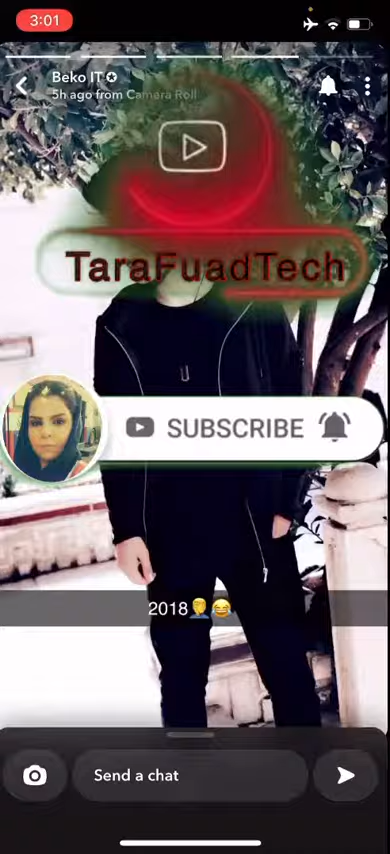 3:01
Beko IT
5h ago from Camera Roll
TaraFuadTech
SUBSCRIBE
2018🤦‍♂️😂
Send a chat